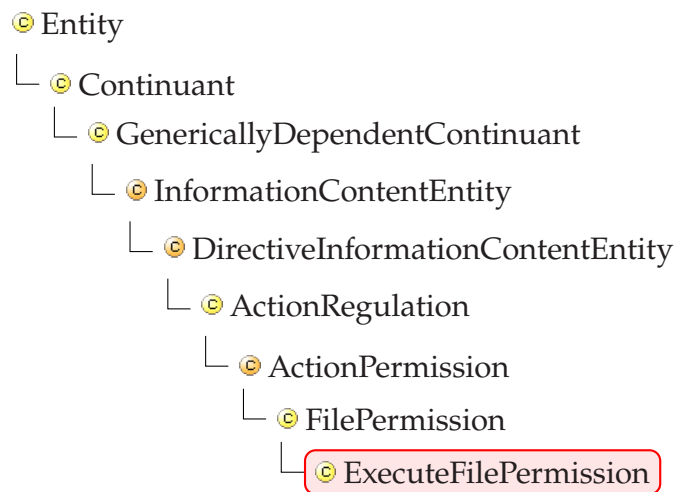 C Entity
C Continuant
C GenericallyDependentContinuant
C InformationContentEntity
C DirectiveInformationContentEntity
C ActionRegulation
C ActionPermission
C FilePermission
C ExecuteFilePermission